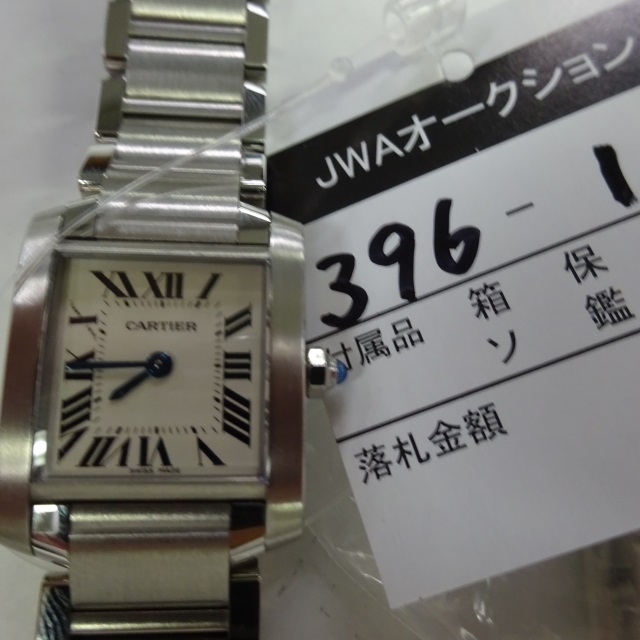 CARTIER
XII
SWISS MADE
JWAオークション
396 - 1
付属品 箱 保
ソ 鑑
落札金額